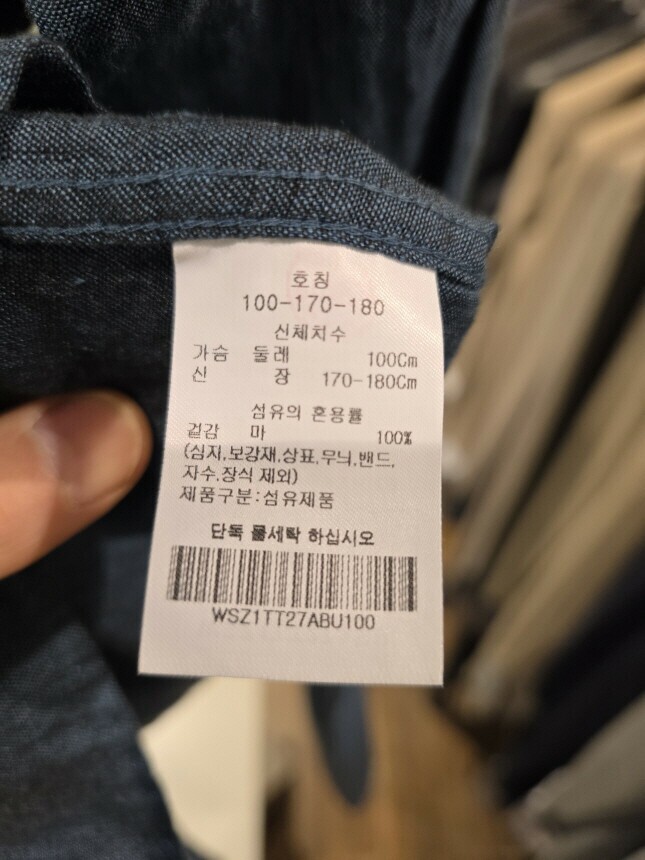 호칭
100-170-180
신체치수
가슴 둘레 100Cm
신 장 170-180Cm
섬유의 혼용률
겉감 마 100%
(심지,보강재,상표,무늬,밴드,
자수,장식 제외)
제품구분:섬유제품
단독 물세탁 하십시오
WSZ1TT27ABU100